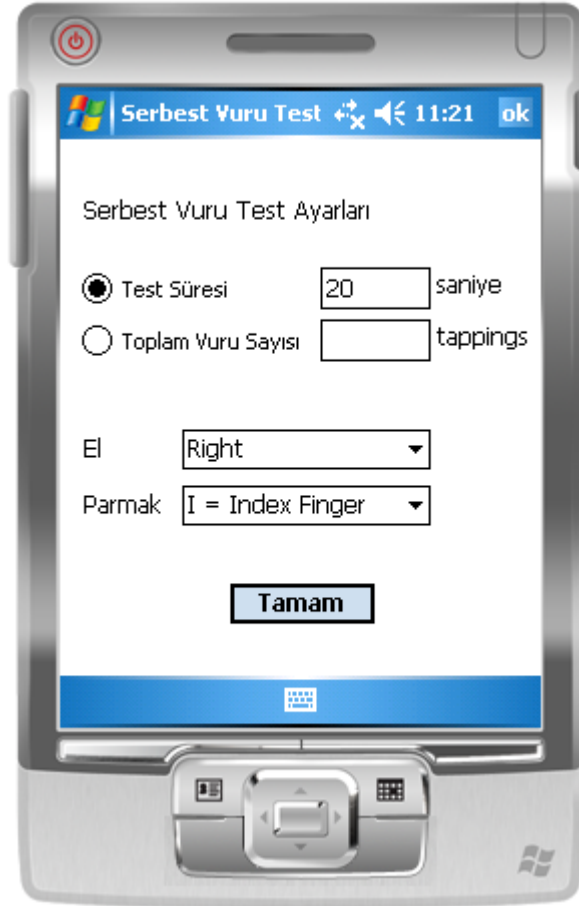 Serbest Vuru Test 11:21 ok
Serbest Vuru Test Ayarları
Test Süresi 20 saniye
Toplam Vuru Sayısı tappings
El Right
Parmak I = Index Finger
Tamam